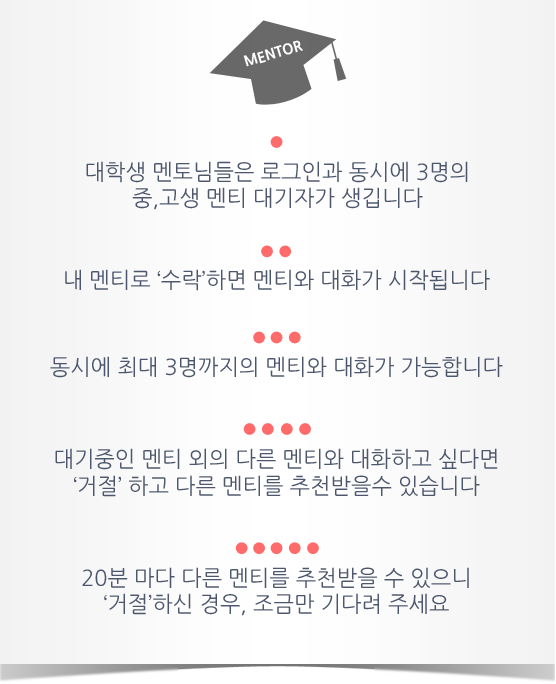 MENTOR
대학생 멘토님들은 로그인과 동시에 3명의
중,고생 멘티 대기자가 생깁니다
내 멘티로 ‘수락’하면 멘티와 대화가 시작됩니다
동시에 최대 3명까지의 멘티와 대화가 가능합니다
대기중인 멘티 외의 다른 멘티와 대화하고 싶다면
‘거절’ 하고 다른 멘티를 추천받을수 있습니다
20분 마다 다른 멘티를 추천받을 수 있으니
‘거절’하신 경우, 조금만 기다려 주세요